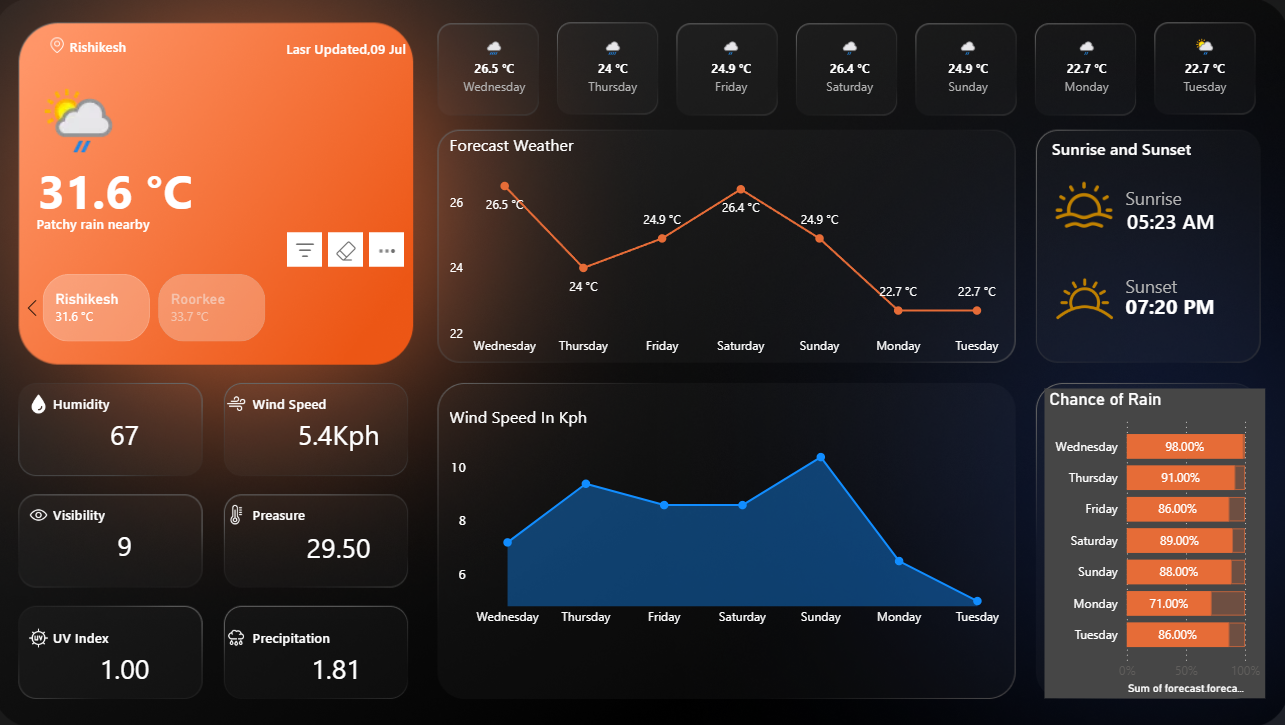 Rishikesh
Lasr Updated,09 Jul
31.6 °C
Patchy rain nearby
Rishikesh
31.6 °C
Roorkee
33.7 °C
26.5 °C
Wednesday
24 °C
Thursday
24.9 °C
Friday
26.4 °C
Saturday
24.9 °C
Sunday
22.7 °C
Monday
22.7 °C
Tuesday
Forecast Weather
26
24
22
26.5 °C
24 °C
24.9 °C
26.4 °C
24.9 °C
22.7 °C
22.7 °C
Wednesday Thursday Friday Saturday Sunday Monday Tuesday
Sunrise and Sunset
Sunrise
05:23 AM
Sunset
07:20 PM
Humidity
67
Wind Speed
5.4Kph
Visibility
9
Preasure
29.50
UV
UV Index
1.00
Precipitation
1.81
Wind Speed In Kph
10
8
6
Wednesday Thursday Friday Saturday Sunday Monday Tuesday
Chance of Rain
Wednesday 98.00%
Thursday 91.00%
Friday 86.00%
Saturday 89.00%
Sunday 88.00%
Monday 71.00%
Tuesday 86.00%
0% 50% 100%
Sum of forecast.foreca...